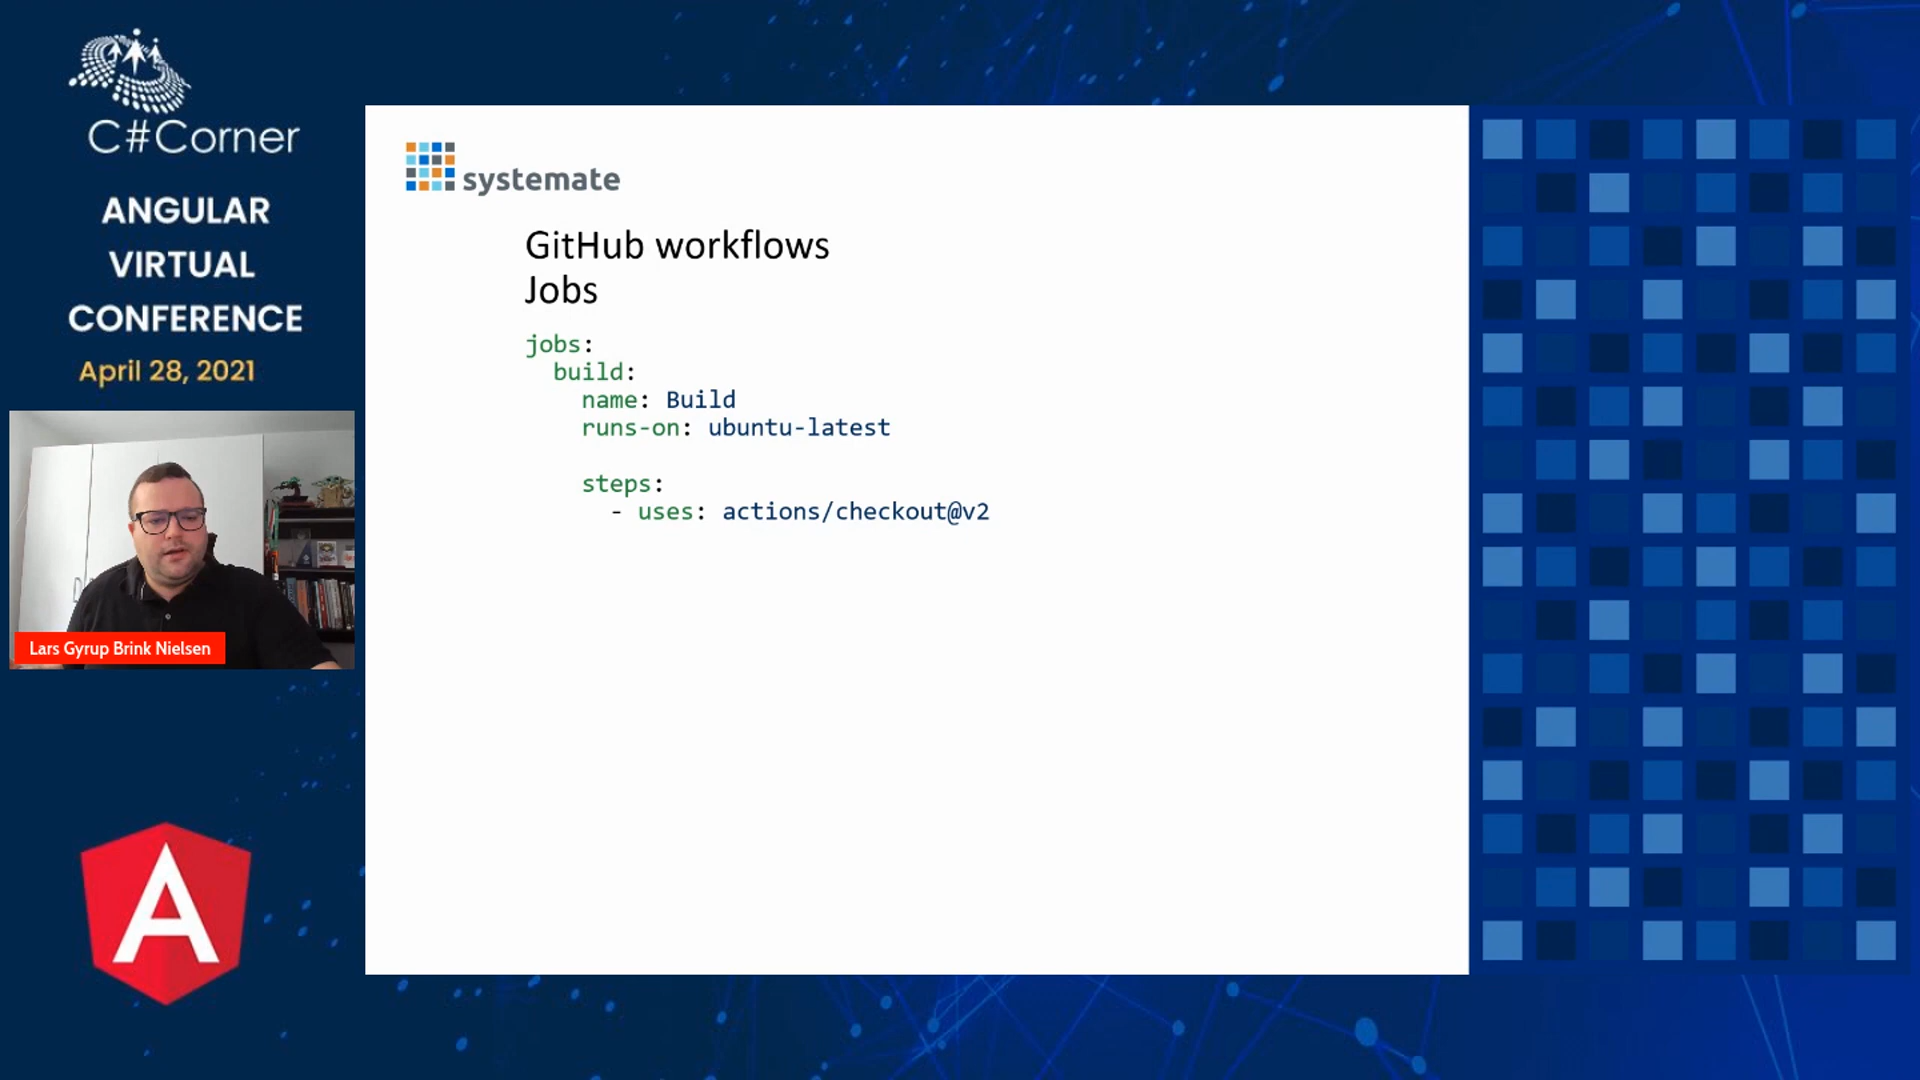 C#Corner
ANGULAR
VIRTUAL
CONFERENCE
April 28, 2021
Lars Gyrup Brink Nielsen
A
systemate
GitHub workflows
Jobs
jobs:
  build:
    name: Build
    runs-on: ubuntu-latest
    steps:
      - uses: actions/checkout@v2